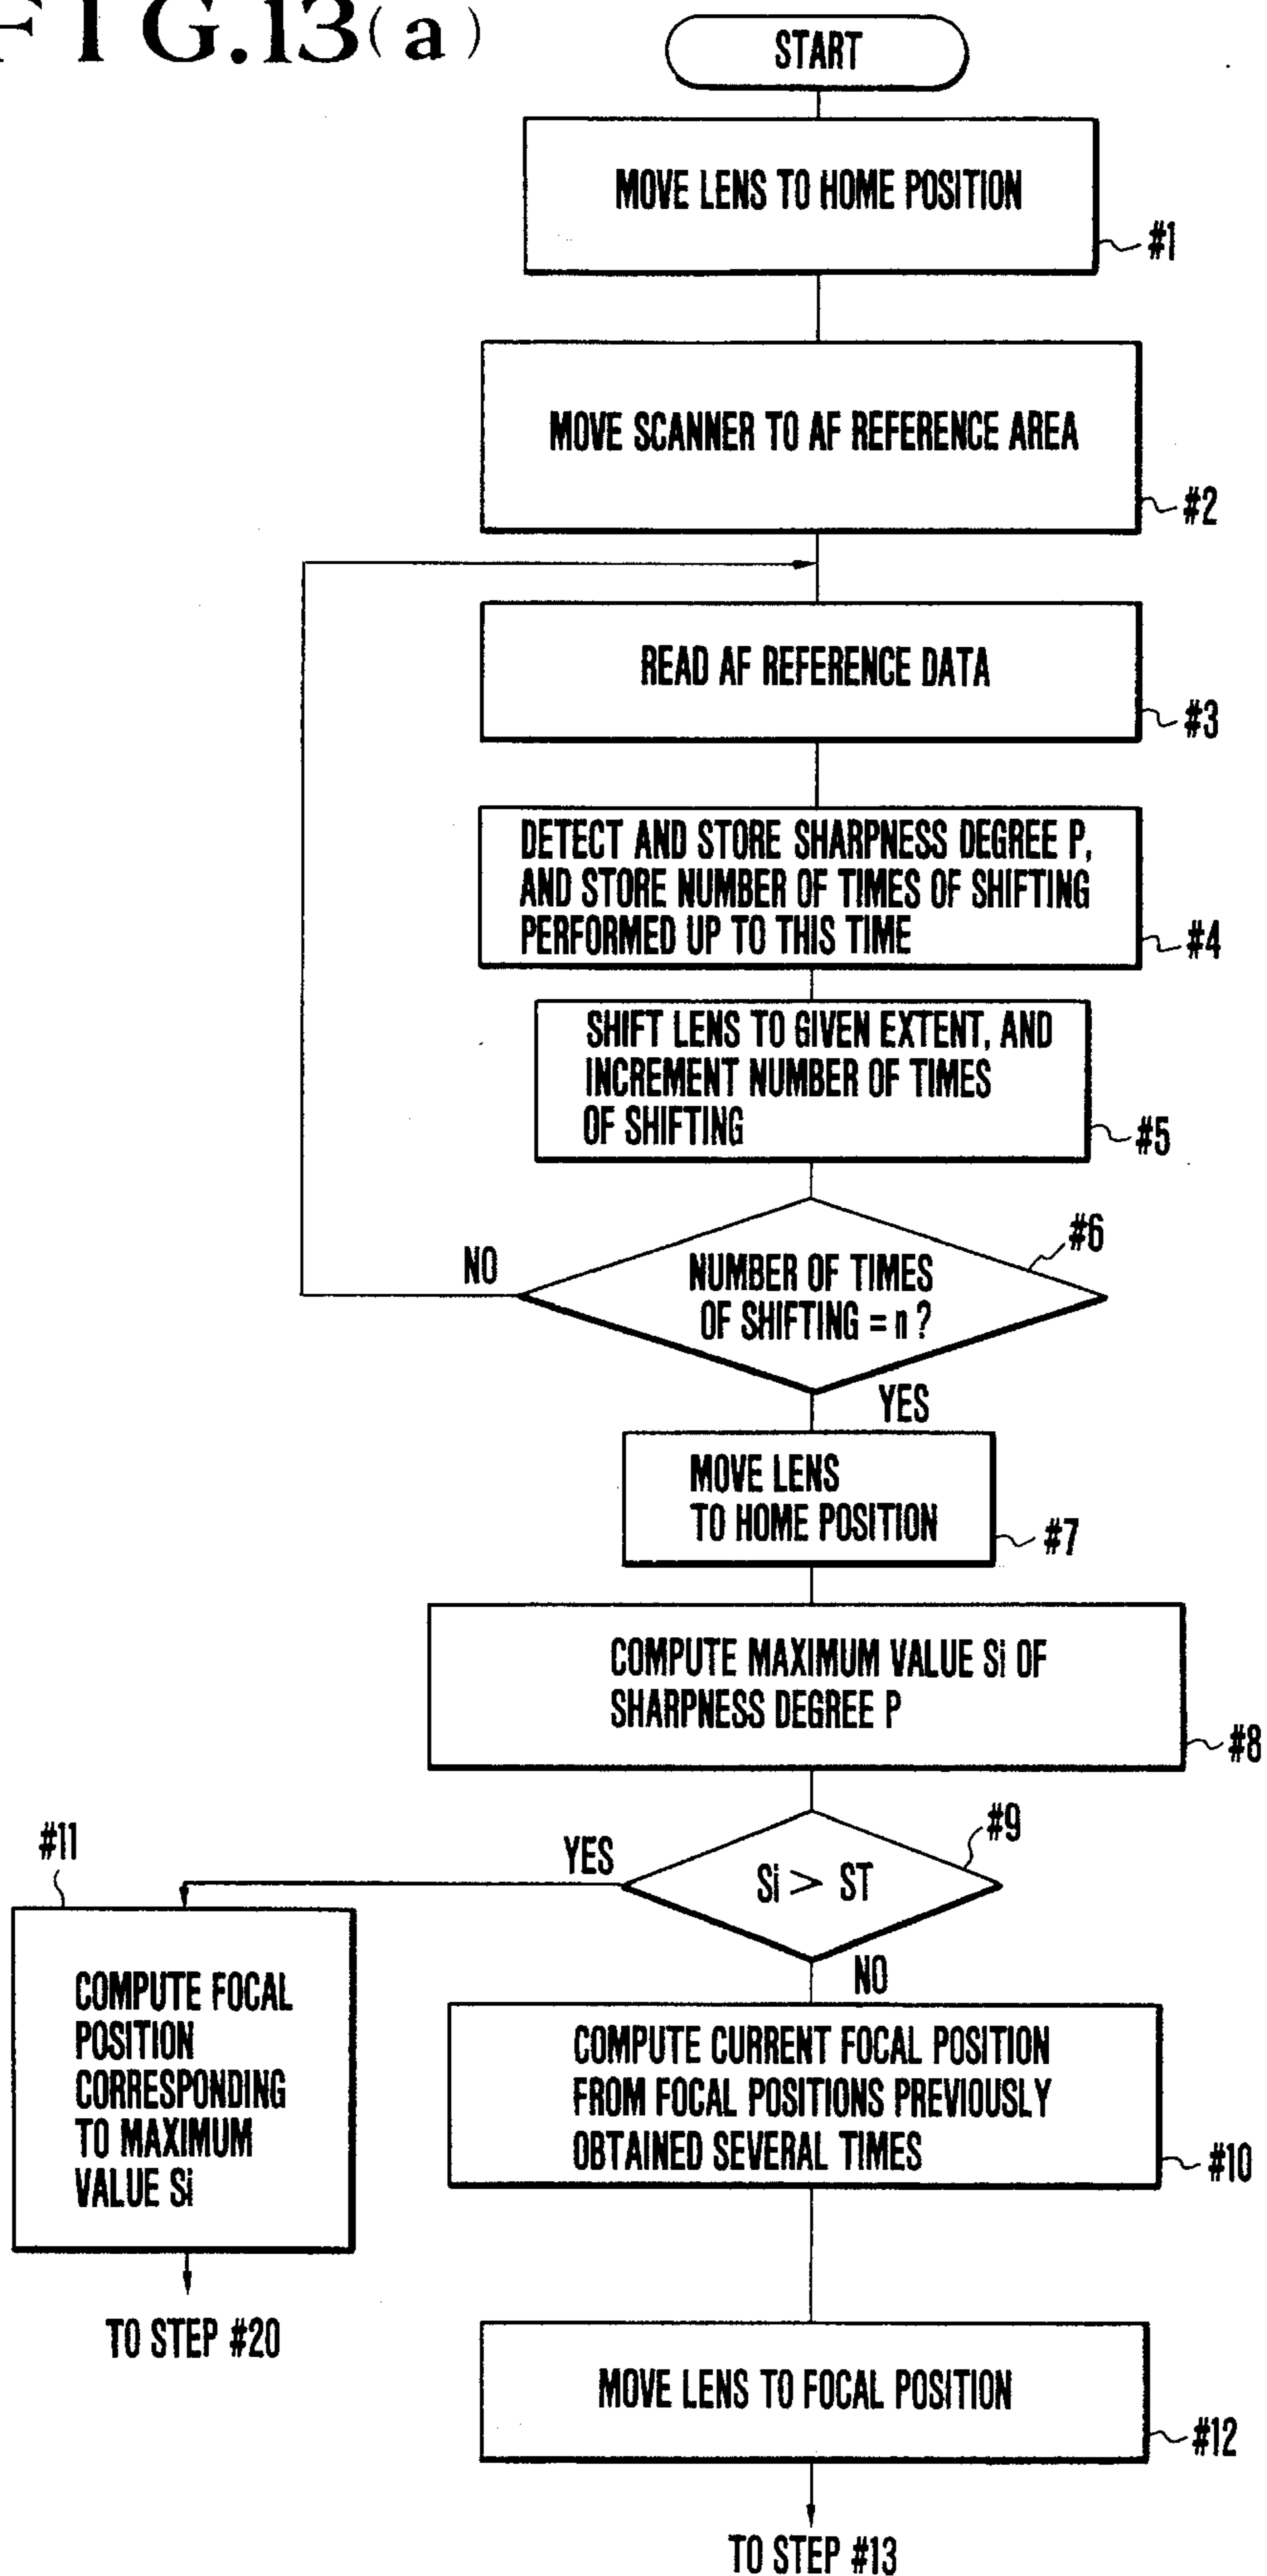 FIG.13(a)
START
MOVE LENS TO HOME POSITION
#1
MOVE SCANNER TO AF REFERENCE AREA
#2
READ AF REFERENCE DATA
#3
DETECT AND STORE SHARPNESS DEGREE P,
AND STORE NUMBER OF TIMES OF SHIFTING
PERFORMED UP TO THIS TIME
#4
SHIFT LENS TO GIVEN EXTENT, AND
INCREMENT NUMBER OF TIMES
OF SHIFTING
#5
#6
NO
NUMBER OF TIMES
OF SHIFTING = n ?
YES
MOVE LENS
TO HOME POSITION
#7
COMPUTE MAXIMUM VALUE Si OF
SHARPNESS DEGREE P
#8
#9
#11
YES
Si > ST
NO
COMPUTE FOCAL
POSITION
CORRESPONDING
TO MAXIMUM
VALUE Si
COMPUTE CURRENT FOCAL POSITION
FROM FOCAL POSITIONS PREVIOUSLY
OBTAINED SEVERAL TIMES
#10
TO STEP #20
MOVE LENS TO FOCAL POSITION
#12
TO STEP #13